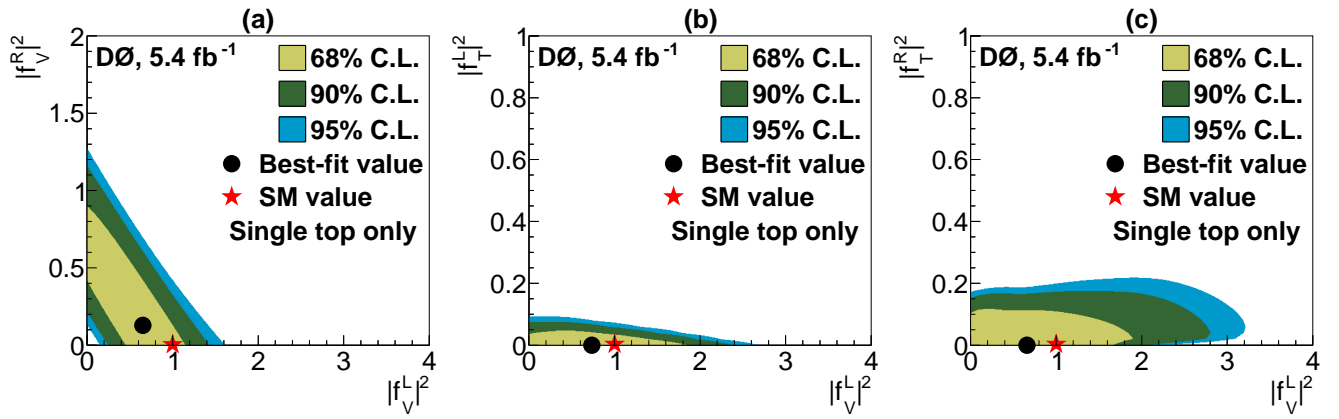 (a)
|f_V^R|^2
DØ, 5.4 fb^-1
68% C.L.
90% C.L.
95% C.L.
Best-fit value
SM value
Single top only
2
1.5
1
0.5
0
0 1 2 3 4
|f_V^L|^2
(b)
|f_T^L|^2
DØ, 5.4 fb^-1
68% C.L.
90% C.L.
95% C.L.
Best-fit value
SM value
Single top only
1
0.8
0.6
0.4
0.2
0
0 1 2 3 4
|f_V^L|^2
(c)
|f_T^R|^2
DØ, 5.4 fb^-1
68% C.L.
90% C.L.
95% C.L.
Best-fit value
SM value
Single top only
1
0.8
0.6
0.4
0.2
0
0 1 2 3 4
|f_V^L|^2